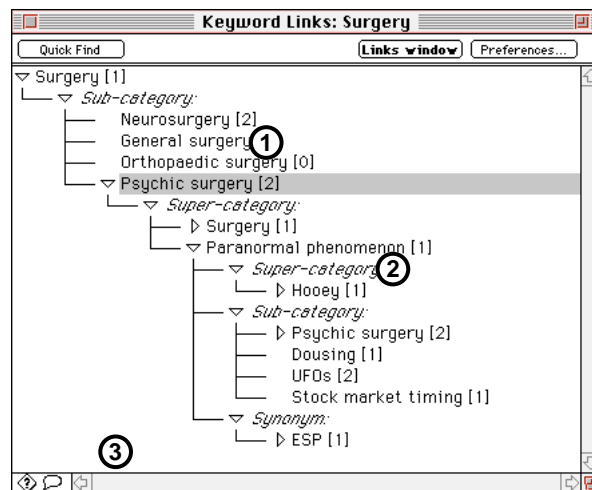 Keyword Links: Surgery
Quick Find Links window Preferences...
Surgery [1]
Sub-category:
Neurosurgery [2]
General surgery 1
Orthopaedic surgery [0]
Psychic surgery [2]
Super-category:
Surgery [1]
Paranormal phenomenon [1]
Super-category 2
Hooey [1]
Sub-category:
Psychic surgery [2]
Dousing [1]
UFOs [2]
Stock market timing [1]
Synonym:
ESP [1]
3
?